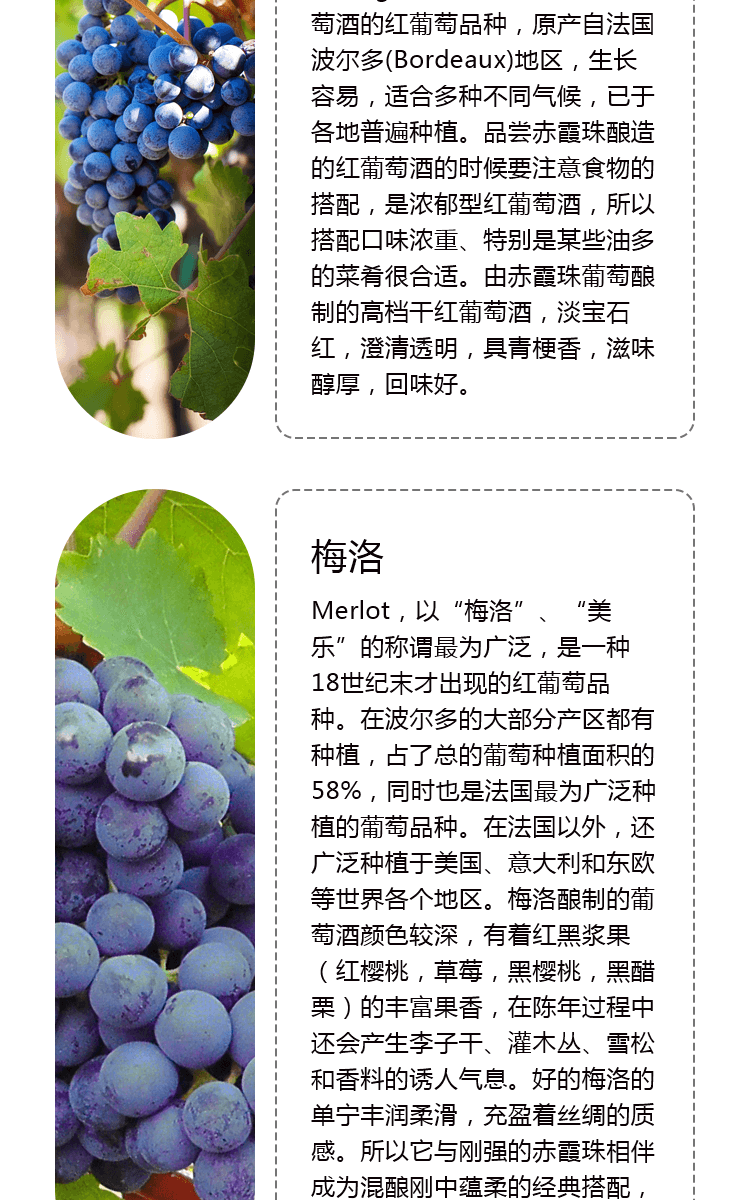 萄酒的红葡萄品种，原产自法国
波尔多(Bordeaux)地区，生长
容易，适合多种不同气候，已于
各地普遍种植。品尝赤霞珠酿造
的红葡萄酒的时候要注意食物的
搭配，是浓郁型红葡萄酒，所以
搭配口味浓重、特别是某些油多
的菜肴很合适。由赤霞珠葡萄酿
制的高档干红葡萄酒，淡宝石
红，澄清透明，具青梗香，滋味
醇厚，回味好。
梅洛
Merlot，以“梅洛”、“美
乐”的称谓最为广泛，是一种
18世纪末才出现的红葡萄品
种。在波尔多的大部分产区都有
种植，占了总的葡萄种植面积的
58%，同时也是法国最为广泛种
植的葡萄品种。在法国以外，还
广泛种植于美国、意大利和东欧
等世界各个地区。梅洛酿制的葡
萄酒颜色较深，有着红黑浆果
（红樱桃，草莓，黑樱桃，黑醋
栗）的丰富果香，在陈年过程中
还会产生李子干、灌木丛、雪松
和香料的诱人气息。好的梅洛的
单宁丰润柔滑，充盈着丝绸的质
感。所以它与刚强的赤霞珠相伴
成为混酿刚中蕴柔的经典搭配，